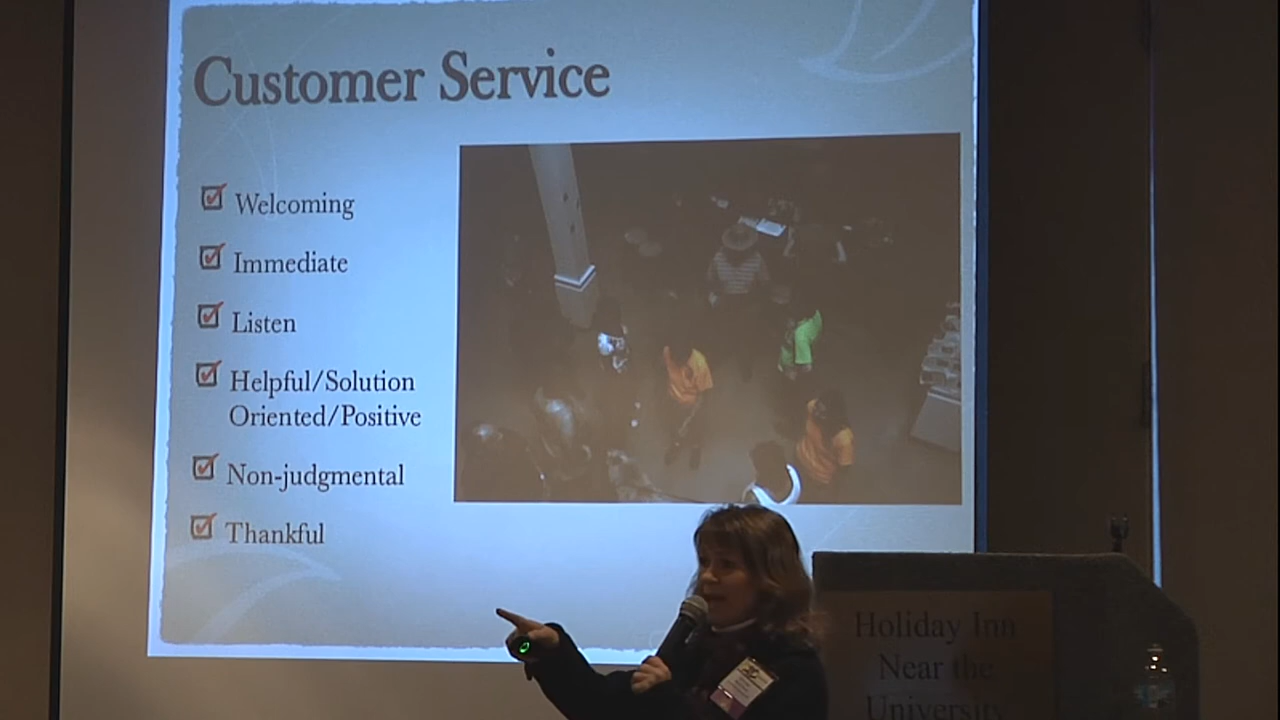 Customer Service
Welcoming
Immediate
Listen
Helpful/Solution
Oriented/Positive
Non-judgmental
Thankful
Holiday Inn
Near the
University